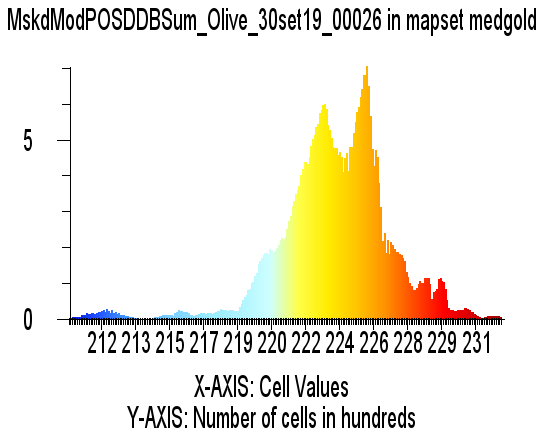 MskdModPOSDDBSum_Olive_30set19_00026 in mapset medgold
5
0
212 213 215 217 219 220 222 224 226 228 229 231
X-AXIS: Cell Values
Y-AXIS: Number of cells in hundreds